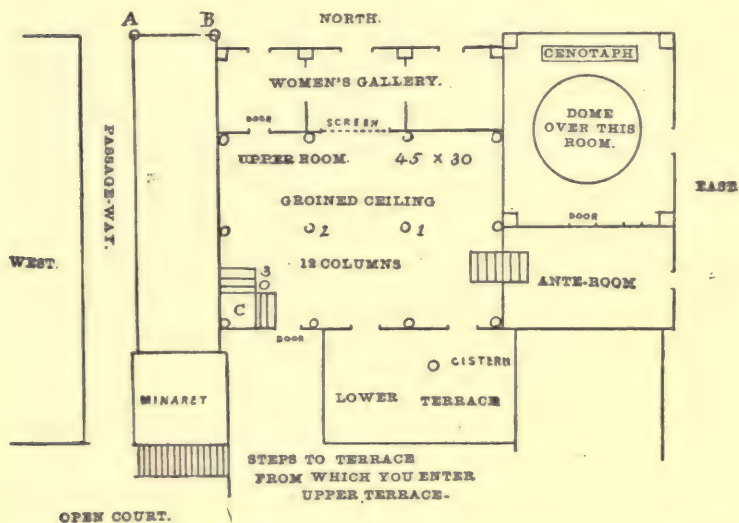 A
B
NORTH.
CENOTAPH
WOMEN'S GALLERY.
DOME
OVER THIS
ROOM.
DOOR
SCREEN
PASSAGE-WAY.
UPPER ROOM.
45 × 30
EAST
GROINED CEILING
DOOR
2
1
WEST.
12 COLUMNS
3
ANTE-ROOM
C
DOOR
CISTERN
MINARET
LOWER TERRACE
STEPS TO TERRACE
FROM WHICH YOU ENTER
UPPER TERRACE.
OPEN COURT.